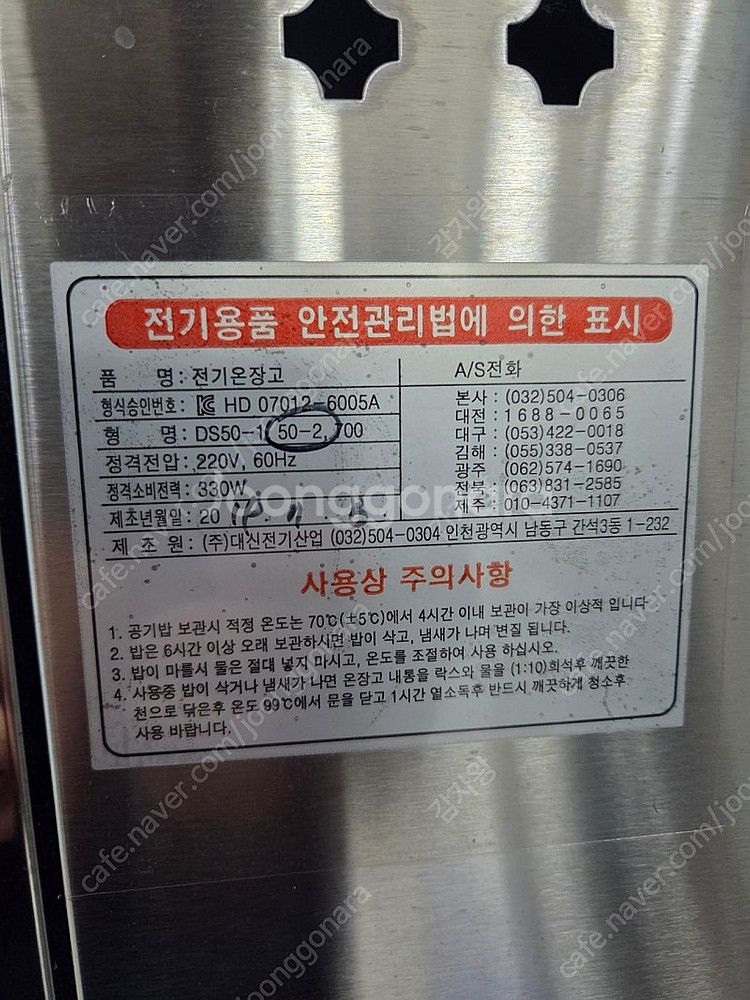 전기용품 안전관리법에 의한 표시
품 명: 전기온장고
형식승인번호: HD 07012-6005A
형 명: DS50-1, 50-2, 00
정격전압: 220V, 60Hz
정격소비전력: 330W
제조년월일: 20
제 조 원: (주)대신전기산업 (032)504-0304 인천광역시 남동구 간석3동 1-232
A/S전화
본사: (032)504-0306
대전: 1688-0065
대구: (053)422-0018
김해: (055)338-0537
광주: (062)574-1690
전북: (063)831-2585
제주: 010-4371-1107
사용상 주의사항
1. 공기밥 보관시 적정 온도는 70℃(±5℃)에서 4시간 이내 보관이 가장 이상적 입니다
2. 밥은 6시간 이상 오래 보관하시면 밥이 삭고, 냄새가 나며 변질 됩니다.
3. 밥이 마를시 물은 절대 넣지 마시고, 온도를 조절하여 사용 하십시오.
4. 사용중 밥이 삭거나 냄새가 나면 온장고 내통을 락스와 물을 (1:10)희석후 깨끗한
천으로 닦은후 온도 99℃에서 문을 닫고 1시간 열소독후 반드시 깨끗하게 청소후
사용 바랍니다.
joonggonara
cafe.naver.com/joonggonara
감자왕